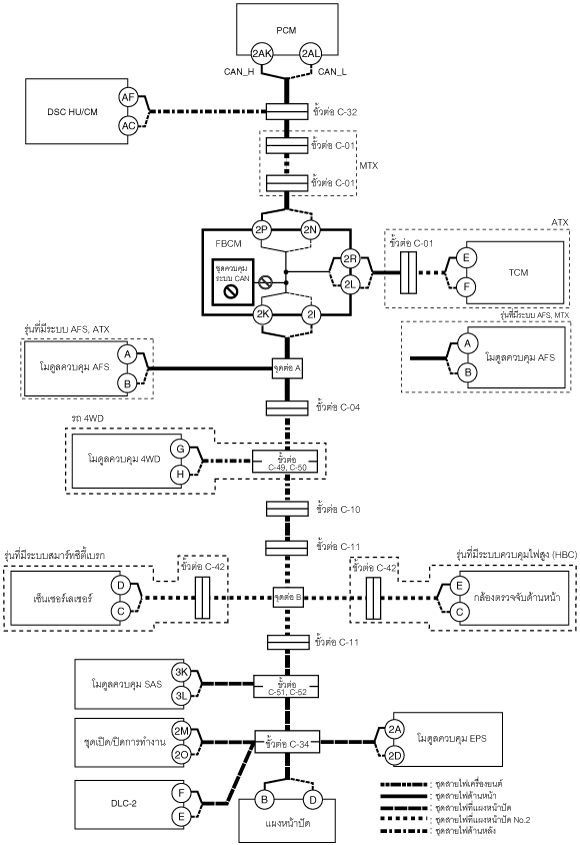 PCM
2AK
2AL
CAN_H
CAN_L
AF
AC
DSC HU/CM
ขั้วต่อ C-32
ขั้วต่อ C-01
MTX
ขั้วต่อ C-01
2P
2N
FBCM
ชุดควบคุม
ระบบ CAN
2R
2L
2K
2I
ATX
ขั้วต่อ C-01
E
F
TCM
รุ่นที่มีระบบ AFS, MTX
A
B
โมดูลควบคุม AFS
รุ่นที่มีระบบ AFS, ATX
โมดูลควบคุม AFS
A
B
จุดต่อ A
ขั้วต่อ C-04
รถ 4WD
โมดูลควบคุม 4WD
G
H
ขั้วต่อ
C-49, C-50
ขั้วต่อ C-10
ขั้วต่อ C-11
รุ่นที่มีระบบสมาร์ทซิตี้เบรก
เซ็นเซอร์เลเซอร์
D
C
ขั้วต่อ C-42
จุดต่อ B
ขั้วต่อ C-42
รุ่นที่มีระบบควบคุมไฟสูง (HBC)
E
C
กล้องตรวจจับด้านหน้า
ขั้วต่อ C-11
โมดูลควบคุม SAS
3K
3L
ขั้วต่อ
C-51, C-52
ชุดเปิด/ปิดการทำงาน
2M
2O
ขั้วต่อ C-34
2A
2D
โมดูลควบคุม EPS
DLC-2
F
E
B
D
แผงหน้าปัด
: ชุดสายไฟเครื่องยนต์
: ชุดสายไฟด้านหน้า
: ชุดสายไฟที่แผงหน้าปัด
: ชุดสายไฟที่แผงหน้าปัด No.2
: ชุดสายไฟด้านหลัง